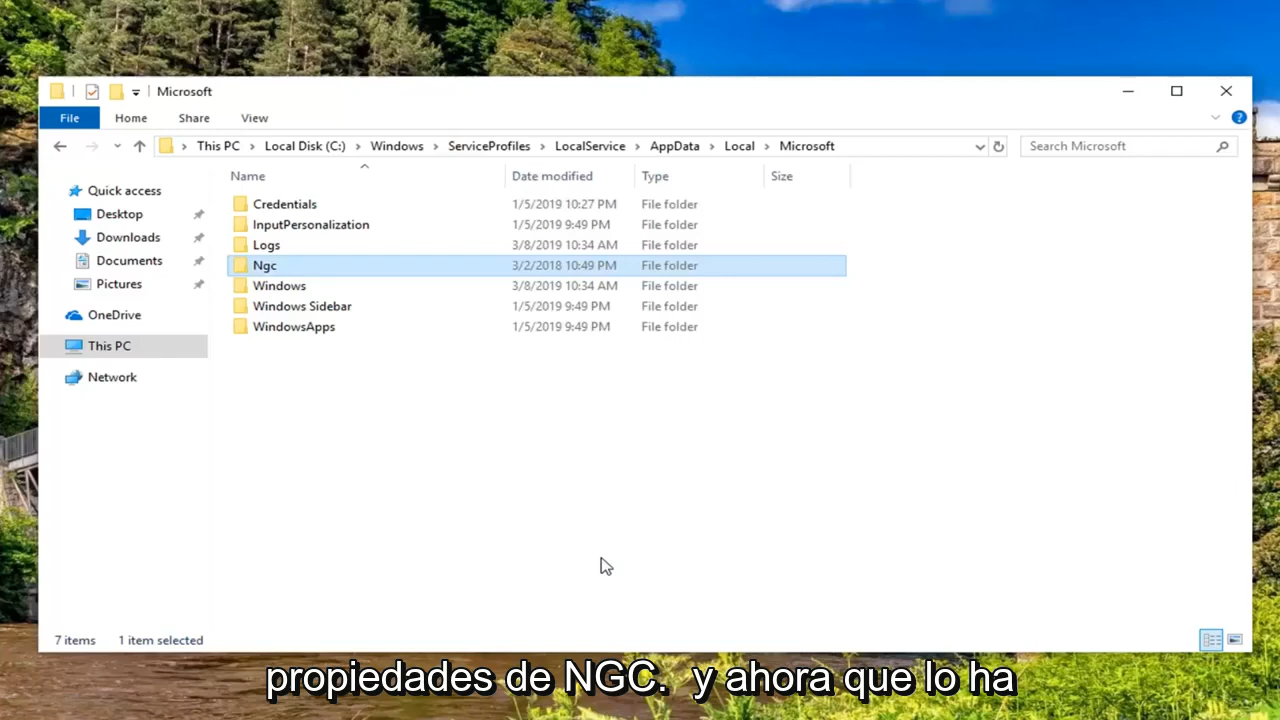 Microsoft
File Home Share View
This PC Local Disk (C:) Windows ServiceProfiles LocalService AppData Local Microsoft Search Microsoft
Name Date modified Type Size
Quick access
Desktop
Downloads
Documents
Pictures
OneDrive
This PC
Network
Credentials 1/5/2019 10:27 PM File folder
InputPersonalization 1/5/2019 9:49 PM File folder
Logs 3/8/2019 10:34 AM File folder
Ngc 3/2/2018 10:49 PM File folder
Windows 3/8/2019 10:34 AM File folder
Windows Sidebar 1/5/2019 9:49 PM File folder
WindowsApps 1/5/2019 9:49 PM File folder
7 items 1 item selected
propiedades de NGC. y ahora que lo ha